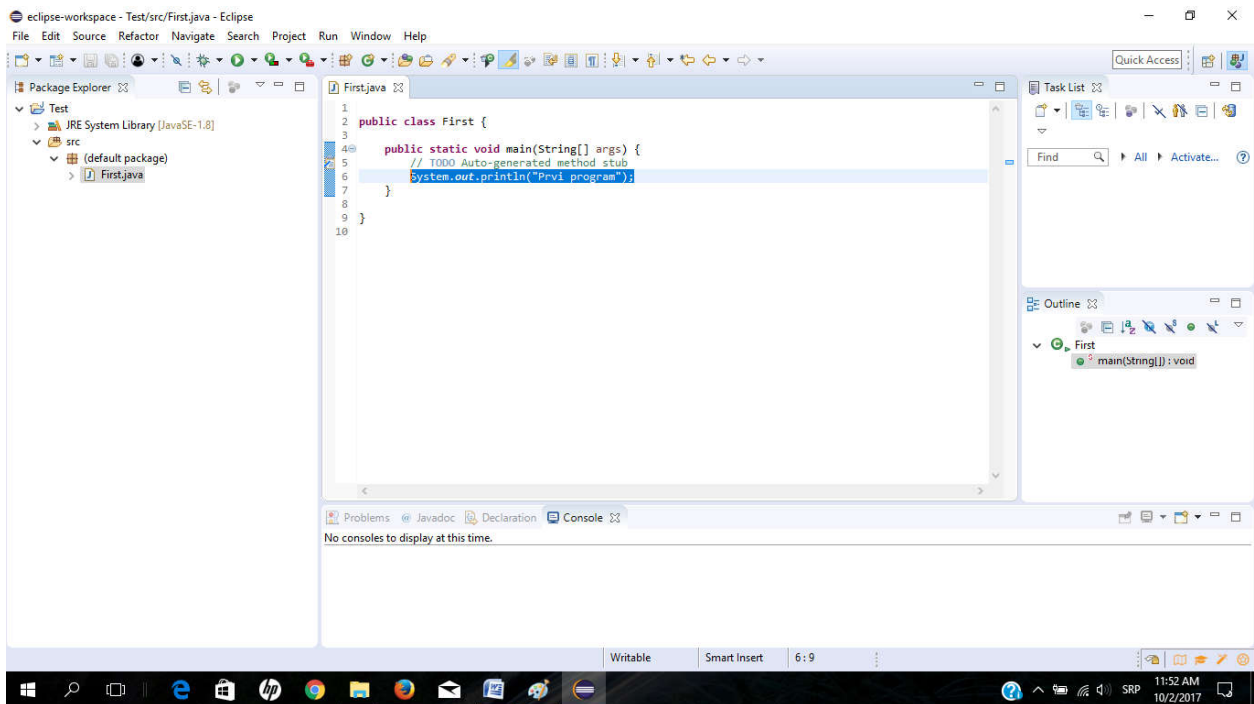 eclipse-workspace - Test/src/First.java - Eclipse
File Edit Source Refactor Navigate Search Project Run Window Help
Quick Access
Package Explorer
Test
JRE System Library [JavaSE-1.8]
src
(default package)
First.java
First.java
1
2 public class First {
3
4 public static void main(String[] args) {
5 // TODO Auto-generated method stub
6 System.out.println("Prvi program");
7 }
8
9 }
10
Task List
Find All Activate...
Outline
First
main(String[]) : void
Problems Javadoc Declaration Console
No consoles to display at this time.
Writable Smart Insert 6 : 9
SRP
11:52 AM
10/2/2017